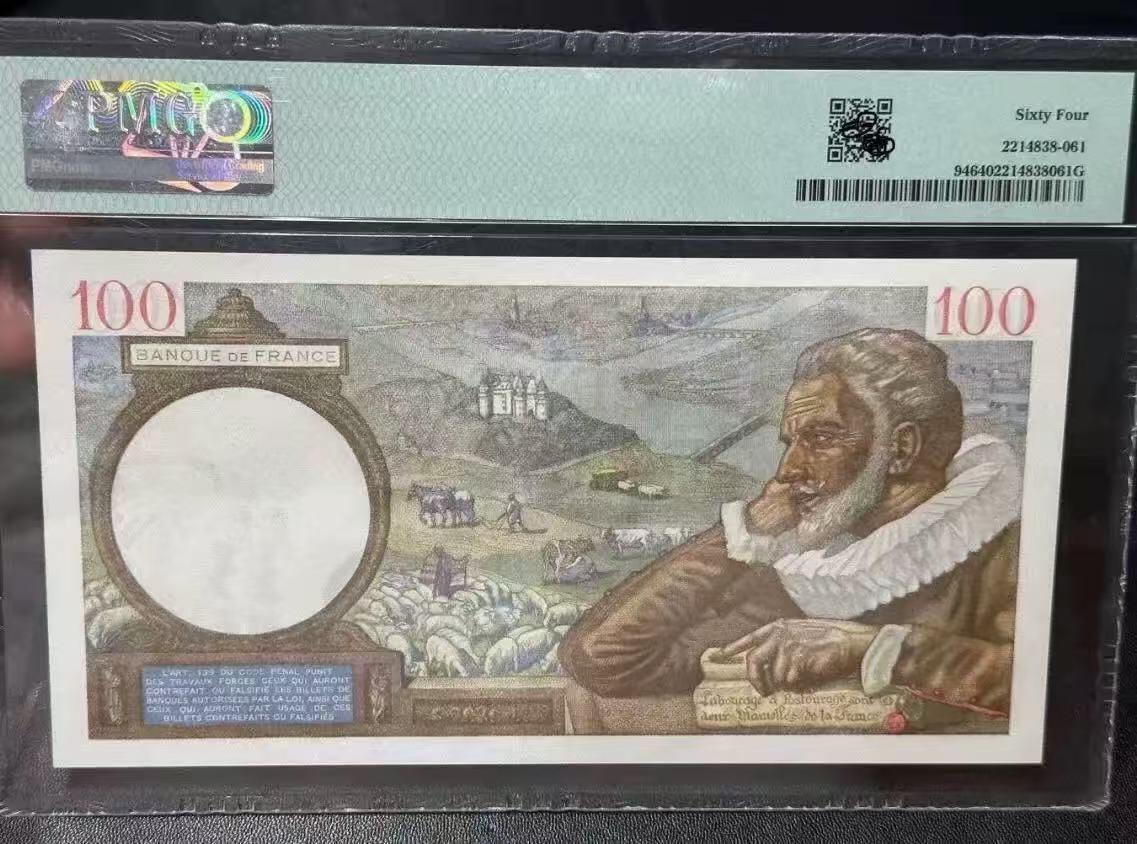 PMG
Sixty Four
2214838-061
946402214838061G
100
100
BANQUE DE FRANCE
L'ART. 139 DU CODE PÉNAL PUNIT
DES TRAVAUX FORCÉS CEUX QUI AURONT
CONTREFAIT OU FALSIFIÉ LES BILLETS DE
BANQUES AUTORISÉES PAR LA LOI, AINSI QUE
CEUX QUI AURONT FAIT USAGE DE CES
BILLETS CONTREFAITS OU FALSIFIÉS
Labourage & Pastourage sont les
deux Mamelles de la France